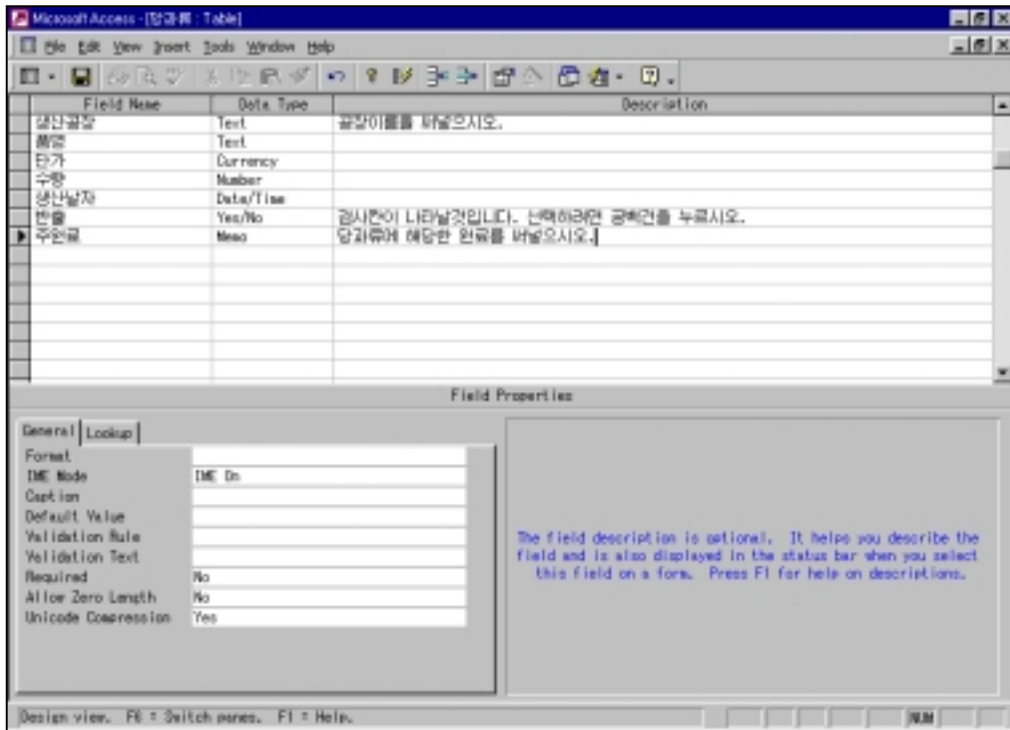 Microsoft Access - [당과류 : Table]
File Edit View Insert Tools Window Help
Field Name Data Type Description
생산공장 Text 공장이름을 써넣으시오.
품명 Text
단가 Currency
수량 Number
생산날자 Date/Time
반출 Yes/No 검사칸이 나타날것입니다. 선택하려면 공백건을 누르시오.
주원료 Memo 당과류에 해당한 원료를 써넣으시오.
Field Properties
General Lookup
Format
IME Mode IME On
Caption
Default Value
Validation Rule
Validation Text
Required No
Allow Zero Length No
Unicode Compression Yes
The field description is optional. It helps you describe the
field and is also displayed in the status bar when you select
this field on a form. Press F1 for help on descriptions.
Design view. F6 = Switch panes. F1 = Help. NUM